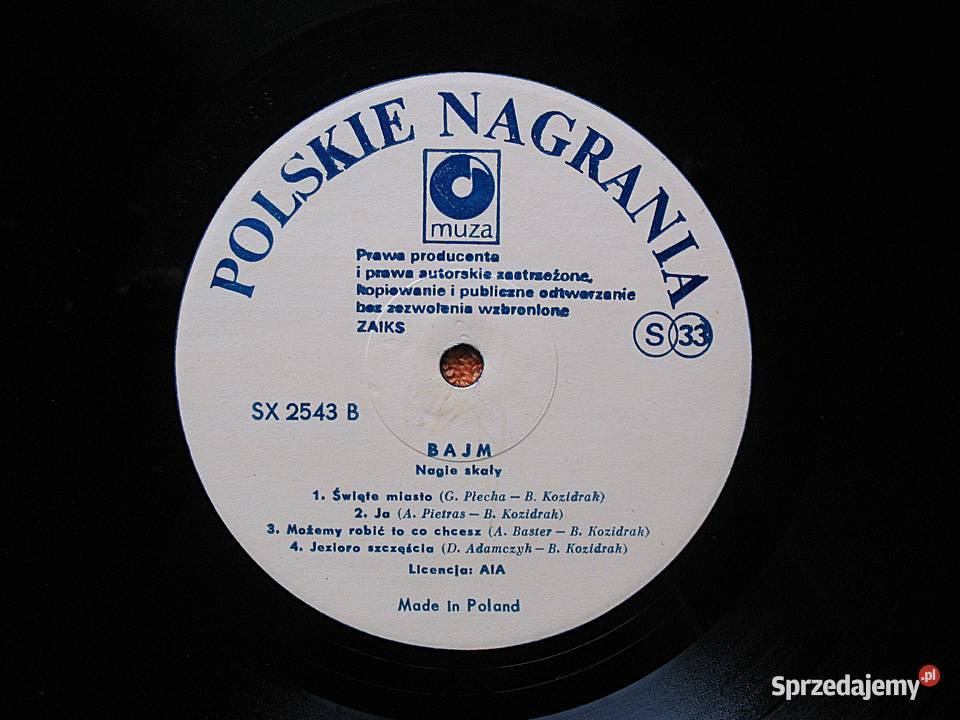 POLSKIE NAGRANIA
muza
Prawa producenta
i prawa autorskie zastrzeżone,
kopiowanie i publiczne odtwarzanie
bez zezwolenia wzbronione
ZAIKS
S 33
SX 2543 B
BAJM
Nagie skały
1. Święte miasto (G. Płecha — B. Kozidrak)
2. Ja (A. Pietras — B. Kozidrak)
3. Możemy robić to co chcesz (A. Baster — B. Kozidrak)
4. Jezioro szczęścia (D. Adamczyk — B. Kozidrak)
Licencja: AIA
Made in Poland
Sprzedajemy.pl